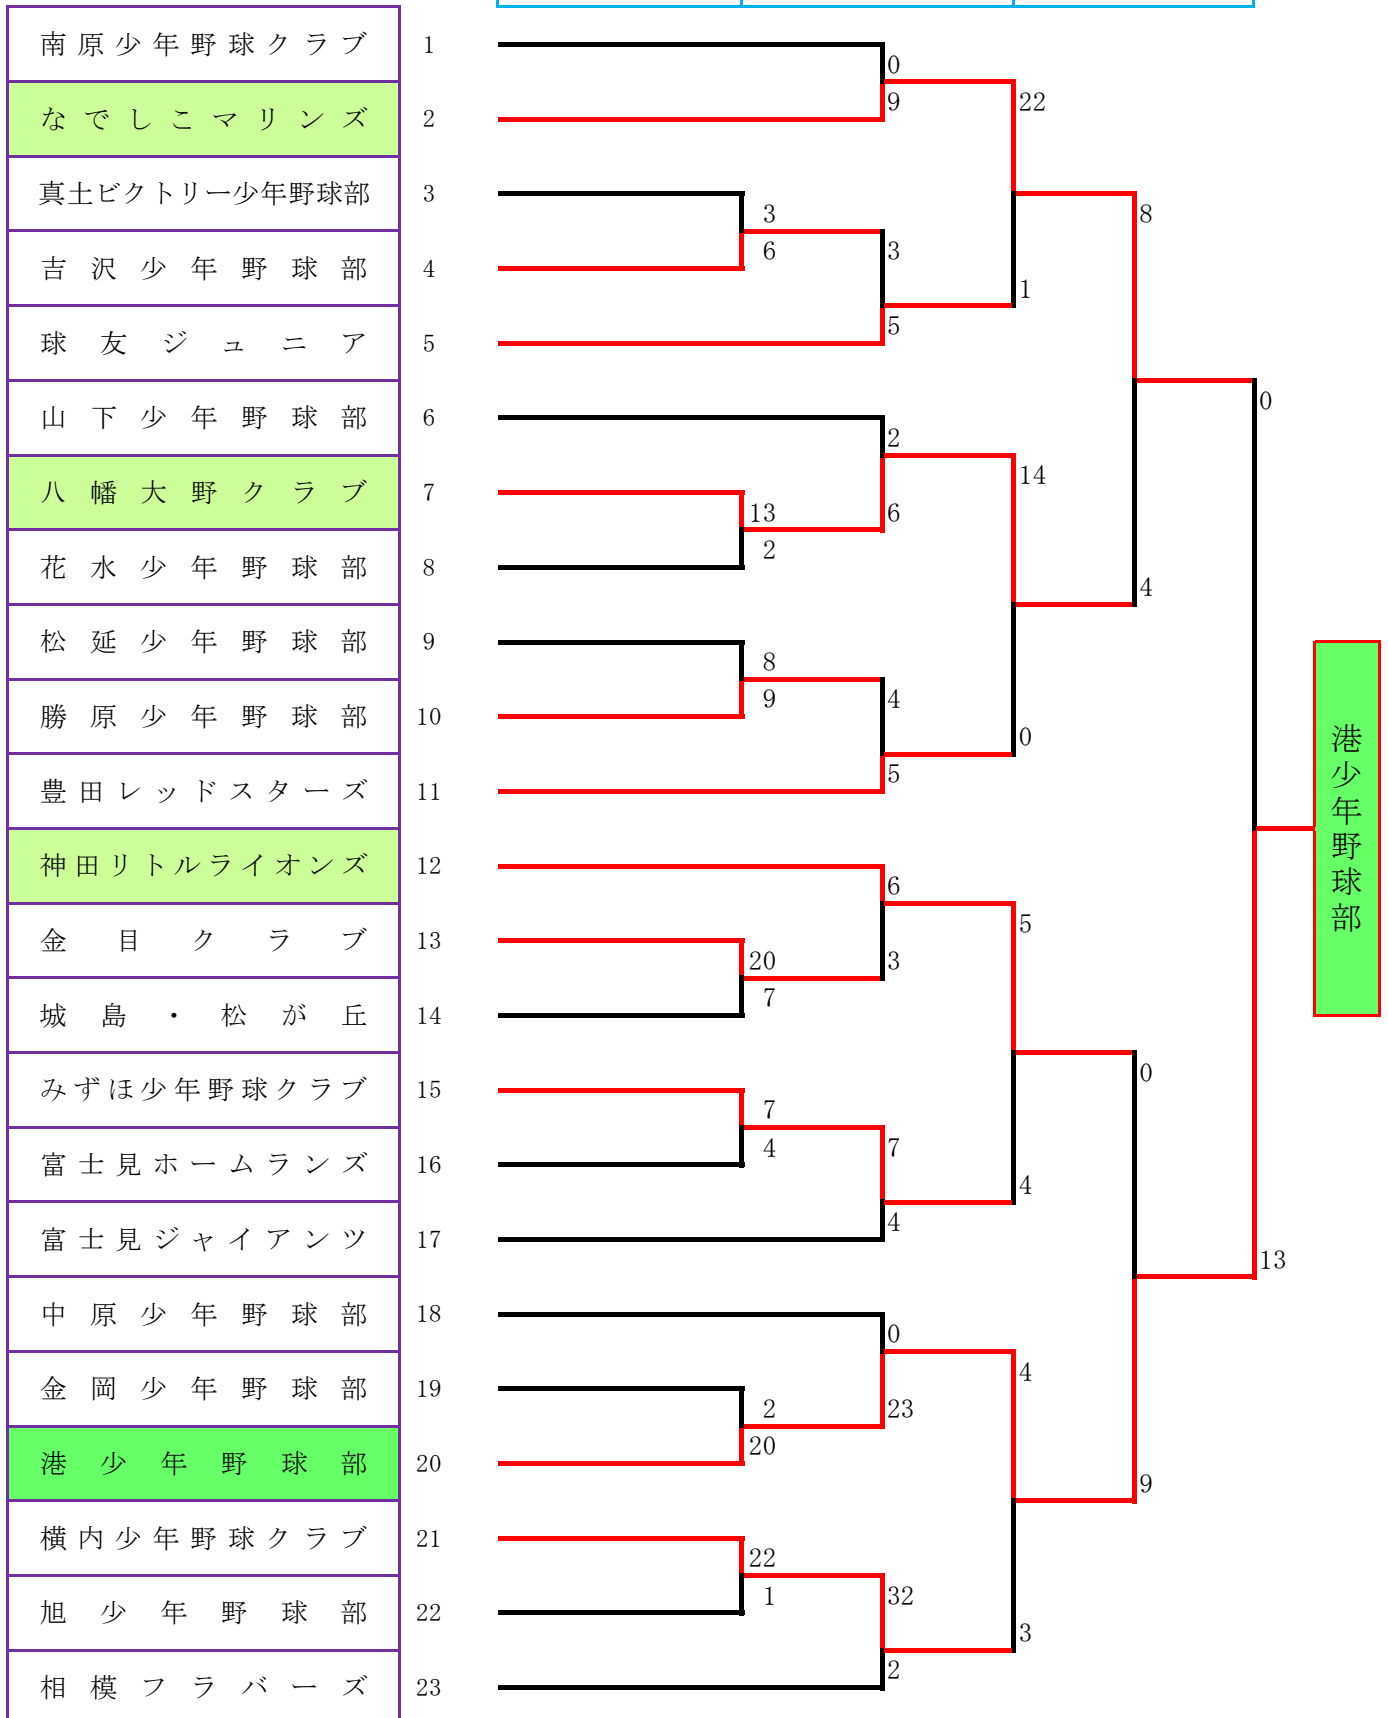 南原少年野球クラブ 1
0
なでしこマリンズ 2
9
22
真土ビクトリー少年野球部 3
3
8
吉沢少年野球部 4
6
3
1
球友ジュニア 5
5
山下少年野球部 6
2
0
八幡大野クラブ 7
13
6
14
花水少年野球部 8
2
4
松延少年野球部 9
8
勝原少年野球部 10
9
4
0
豊田レッドスターズ 11
5
港少年野球部
神田リトルライオンズ 12
6
金目クラブ 13
20
3
5
城島・松が丘 14
7
みずほ少年野球クラブ 15
7
0
富士見ホームランズ 16
4
7
4
富士見ジャイアンツ 17
4
13
中原少年野球部 18
0
金岡少年野球部 19
2
23
4
港少年野球部 20
20
9
横内少年野球クラブ 21
22
旭少年野球部 22
1
32
3
相模フラバーズ 23
2